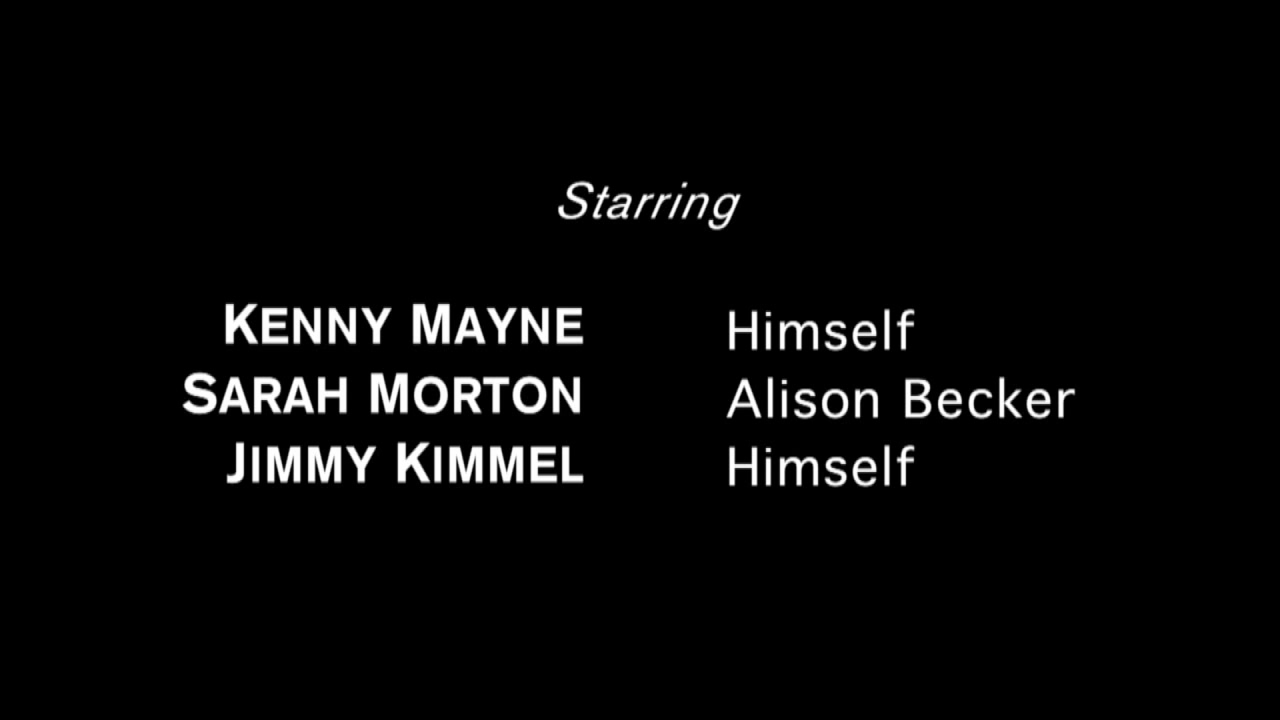 Starring
KENNY MAYNE Himself
SARAH MORTON Alison Becker
JIMMY KIMMEL Himself